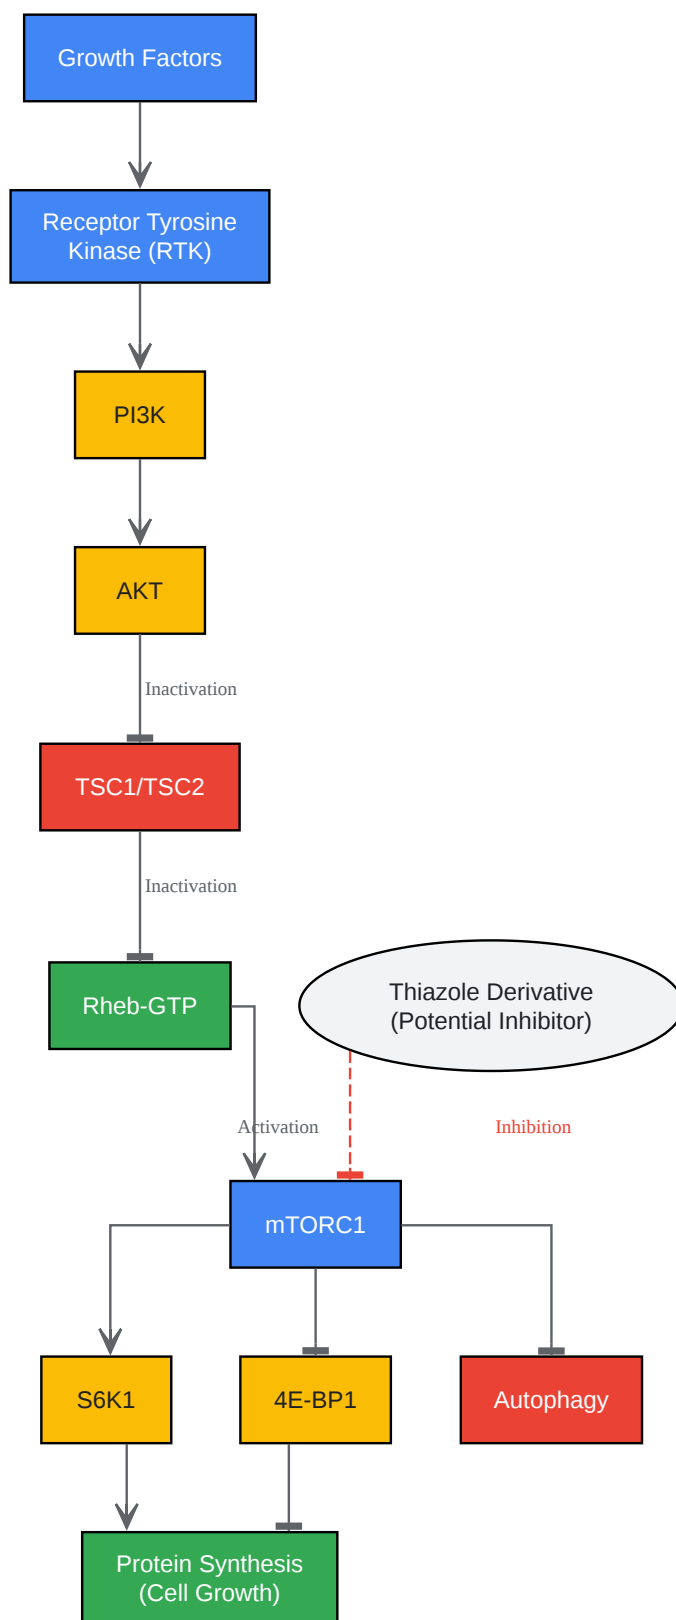 Growth Factors
Receptor Tyrosine
Kinase (RTK)
PI3K
AKT
Inactivation
TSC1/TSC2
Inactivation
Rheb-GTP
Thiazole Derivative
(Potential Inhibitor)
Activation
Inhibition
mTORC1
S6K1
4E-BP1
Autophagy
Protein Synthesis
(Cell Growth)